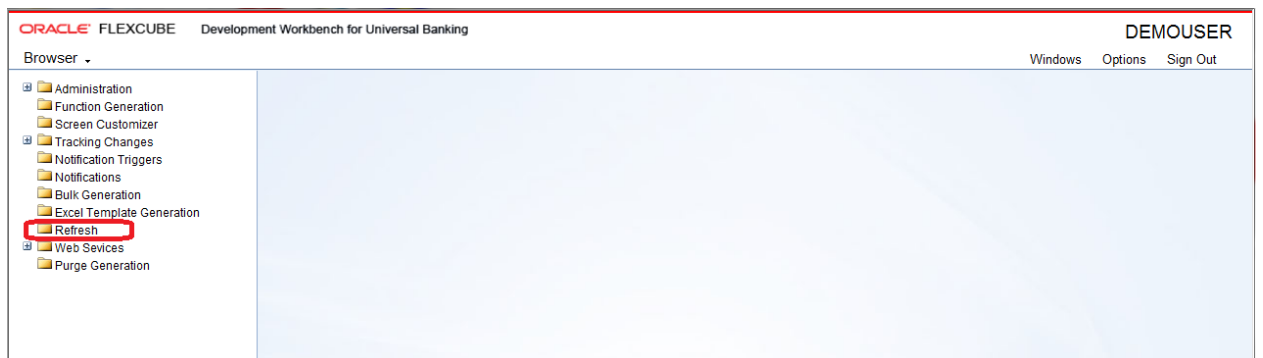 ORACLE FLEXCUBE Development Workbench for Universal Banking DEMOUSER
Browser Windows Options Sign Out
Administration
Function Generation
Screen Customizer
Tracking Changes
Notification Triggers
Notifications
Bulk Generation
Excel Template Generation
Refresh
Web Sevices
Purge Generation